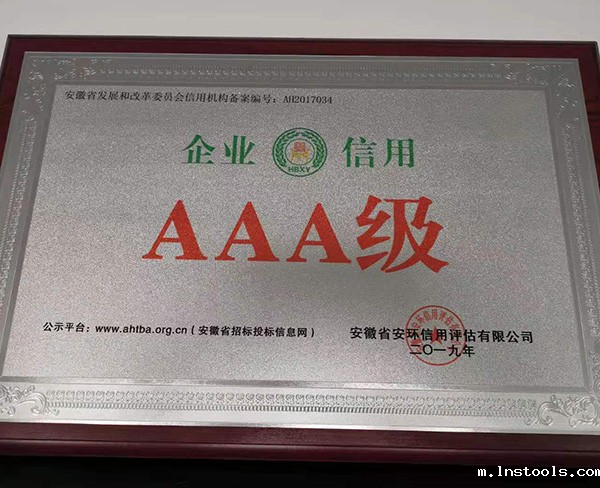 安徽省发展和改革委员会信用机构备案编号：AH2017034
企业 信用
HBXY
AAA级
公示平台：www.ahtba.org.cn（安徽省招标投标信息网）
安徽省安环信用评估有限公司
二〇一九年
m.lnstools.com